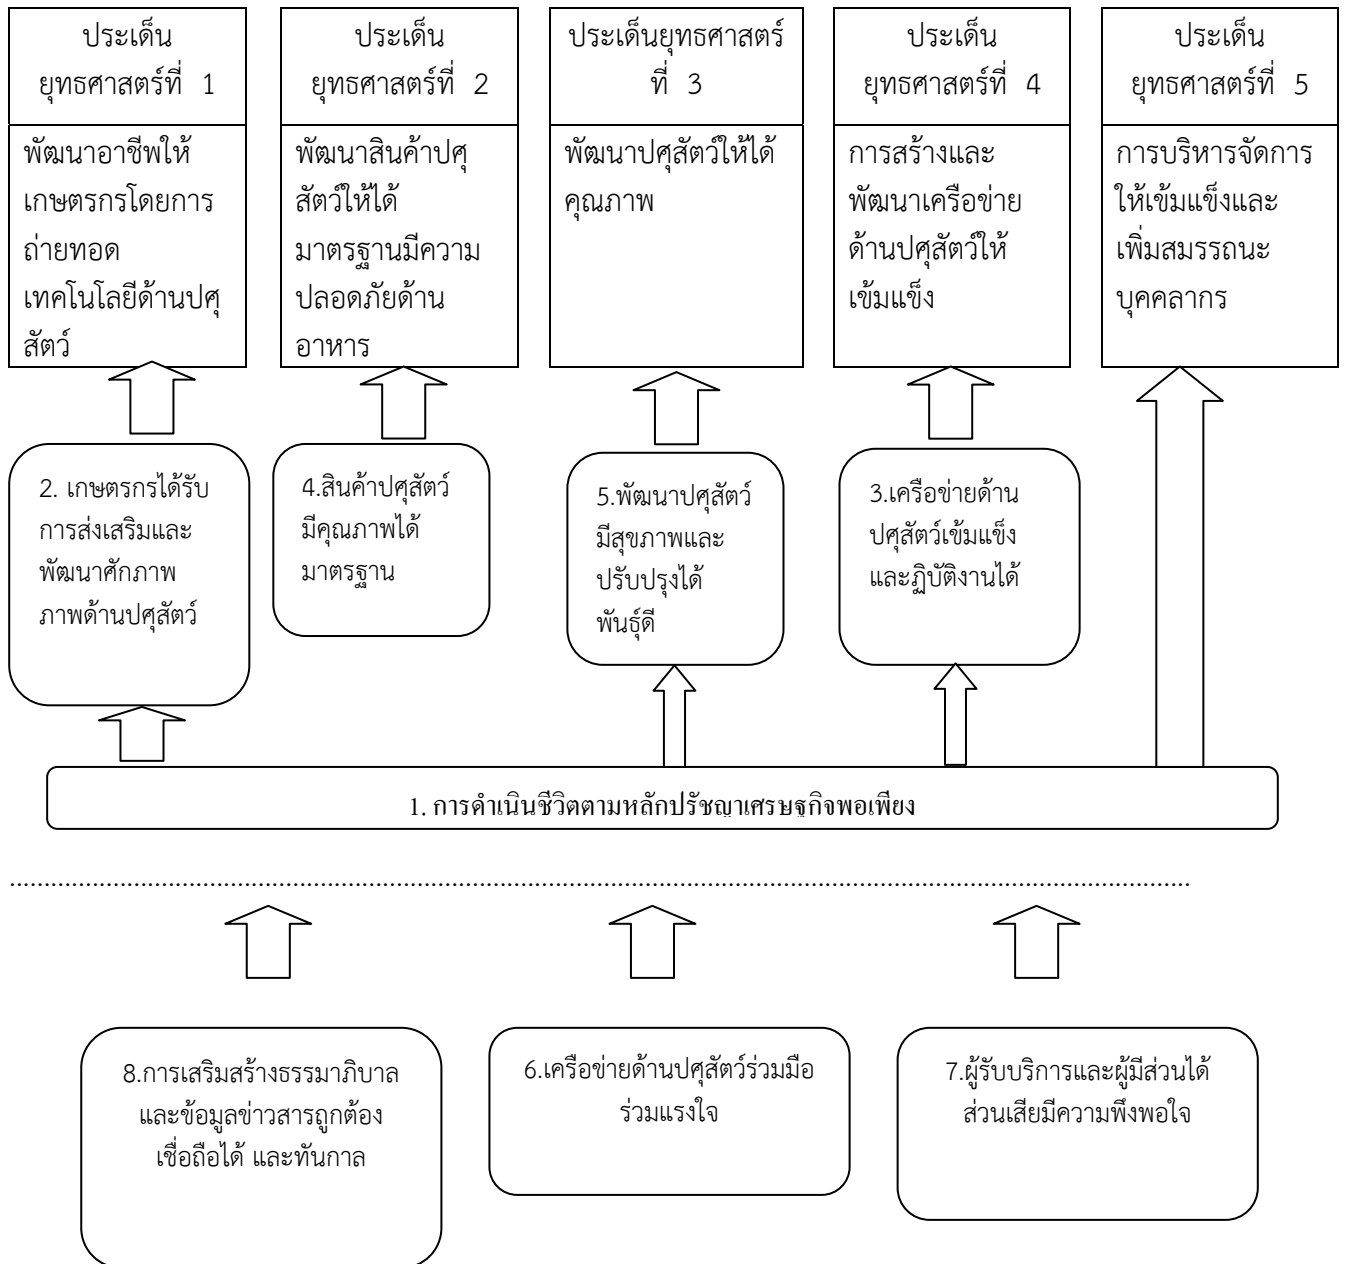 ประเด็น
ยุทธศาสตร์ที่ 1
พัฒนาอาชีพให้
เกษตรกรโดยการ
ถ่ายทอด
เทคโนโลยีด้านปศุ
สัตว์
ประเด็น
ยุทธศาสตร์ที่ 2
พัฒนาสินค้าปศุ
สัตว์ให้ได้
มาตรฐานมีความ
ปลอดภัยด้าน
อาหาร
ประเด็นยุทธศาสตร์
ที่ 3
พัฒนาปศุสัตว์ให้ได้
คุณภาพ
ประเด็น
ยุทธศาสตร์ที่ 4
การสร้างและ
พัฒนาเครือข่าย
ด้านปศุสัตว์ให้
เข้มแข็ง
ประเด็น
ยุทธศาสตร์ที่ 5
การบริหารจัดการ
ให้เข้มแข็งและ
เพิ่มสมรรถนะ
บุคคลากร
2. เกษตรกรได้รับ
การส่งเสริมและ
พัฒนาศักภาพ
ภาพด้านปศุสัตว์
4.สินค้าปศุสัตว์
มีคุณภาพได้
มาตรฐาน
5.พัฒนาปศุสัตว์
มีสุขภาพและ
ปรับปรุงได้
พันธุ์ดี
3.เครือข่ายด้าน
ปศุสัตว์เข้มแข็ง
และฏิบัติงานได้
1. การดำเนินชีวิตตามหลักปรัชญาเศรษฐกิจพอเพียง
8.การเสริมสร้างธรรมาภิบาล
และข้อมูลข่าวสารถูกต้อง
เชื่อถือได้ และทันกาล
6.เครือข่ายด้านปศุสัตว์ร่วมมือ
ร่วมแรงใจ
7.ผู้รับบริการและผู้มีส่วนได้
ส่วนเสียมีความพึงพอใจ